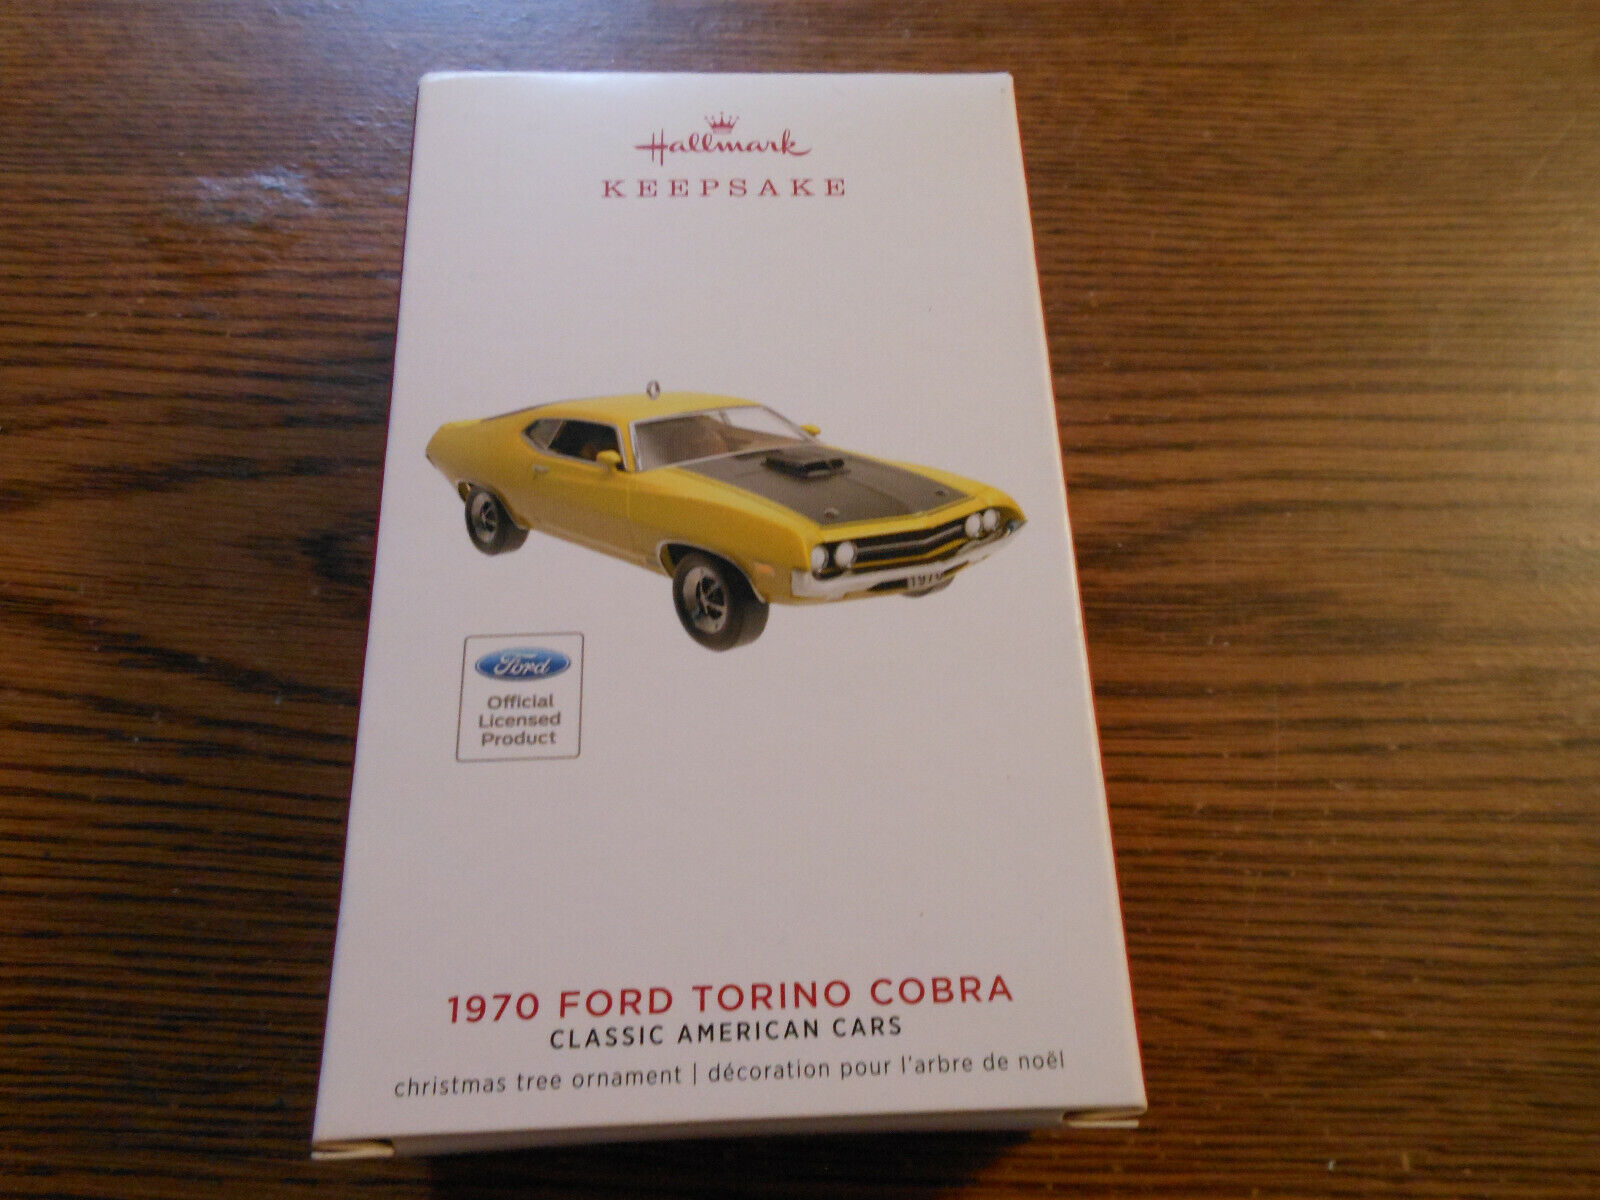 Hallmark
KEEPSAKE
1970
Ford
Official
Licensed
Product
1970 FORD TORINO COBRA
CLASSIC AMERICAN CARS
christmas tree ornament | décoration pour l'arbre de noël